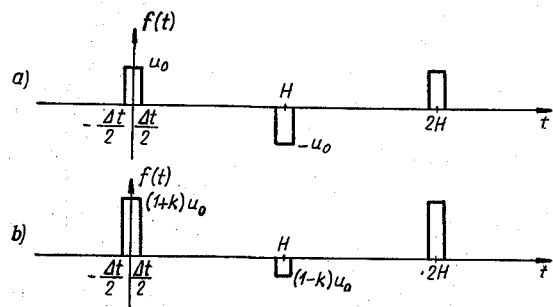 f(t)
a)
u₀
H
-Δt/2 Δt/2
-u₀
2H
t
f(t)
(1+k)u₀
b)
H
-Δt/2 Δt/2
(1-k)u₀
2H
t